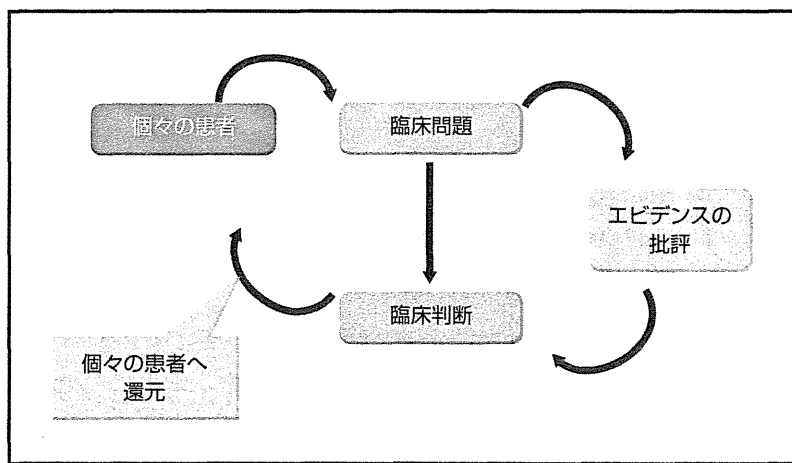 個々の患者
臨床問題
エビデンスの
批評
臨床判断
個々の患者へ
還元